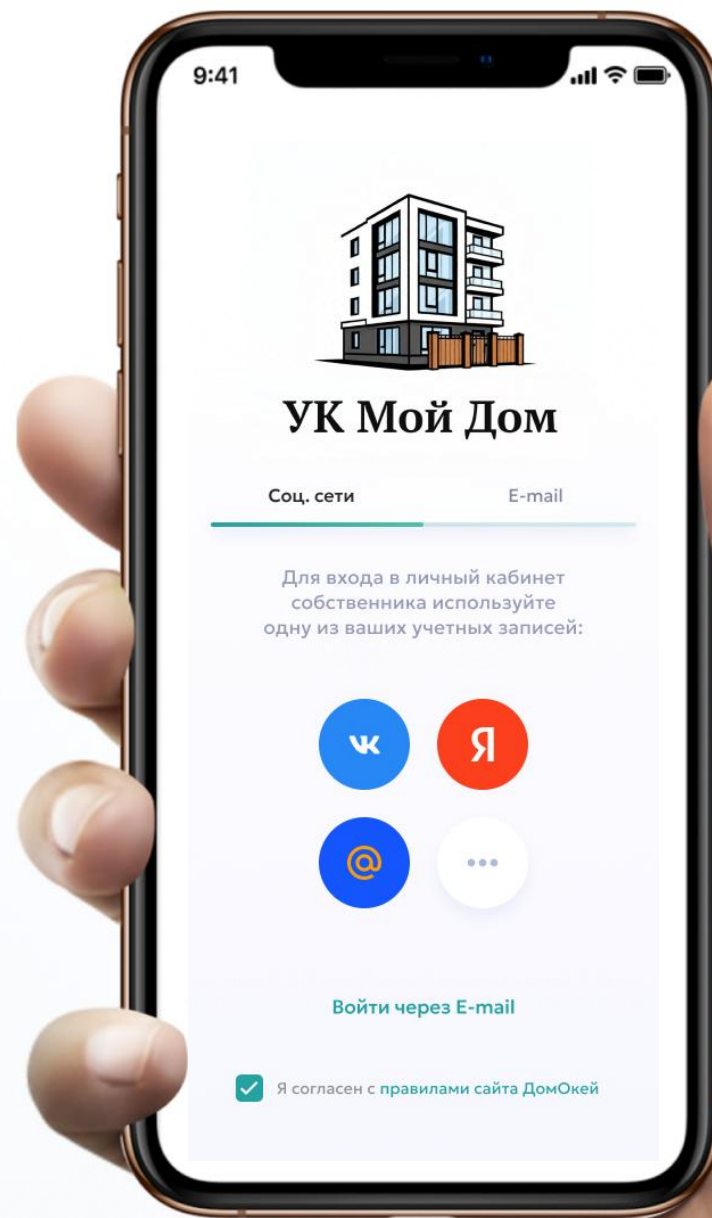 9:41
УК Мой Дом
Соц. сети
E-mail
Для входа в личный кабинет
собственника используйте
одну из ваших учетных записей:
Я
@
Войти через E-mail
Я согласен с правилами сайта ДомОкей